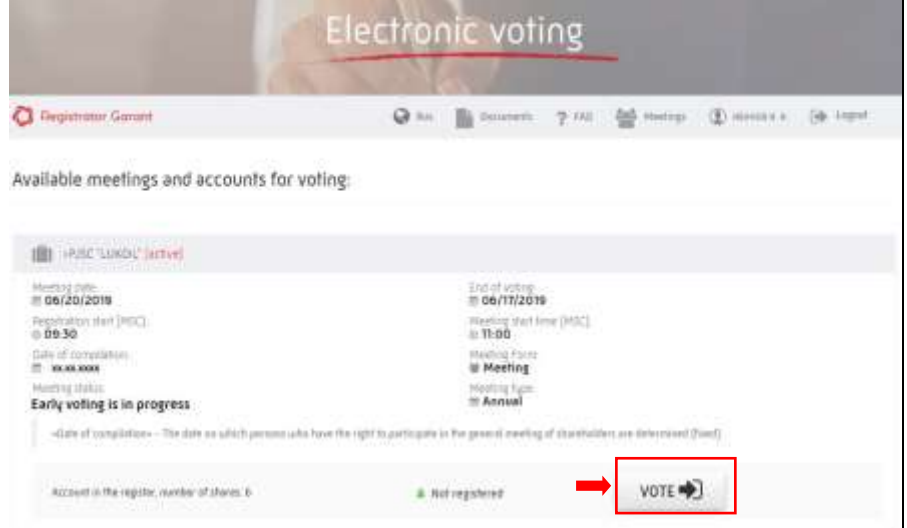 Electronic voting
Registrator Garant
Rus Documents ? FAQ Meetings Logout
Available meetings and accounts for voting:
PJSC "LUKOIL" (active)
Meeting date: End of voting:
06/20/2019 06/17/2019
Registration start (MSC): Meeting start time (MSC):
09:30 11:00
Date of compilation: Meeting Form:
xx.xx.xxxx Meeting
Meeting status: Meeting type:
Early voting is in progress Annual
«Date of compilation» - The date on which persons who have the right to participate in the general meeting of shareholders are determined (fixed)
Account in the register, number of shares: 6 Not registered VOTE